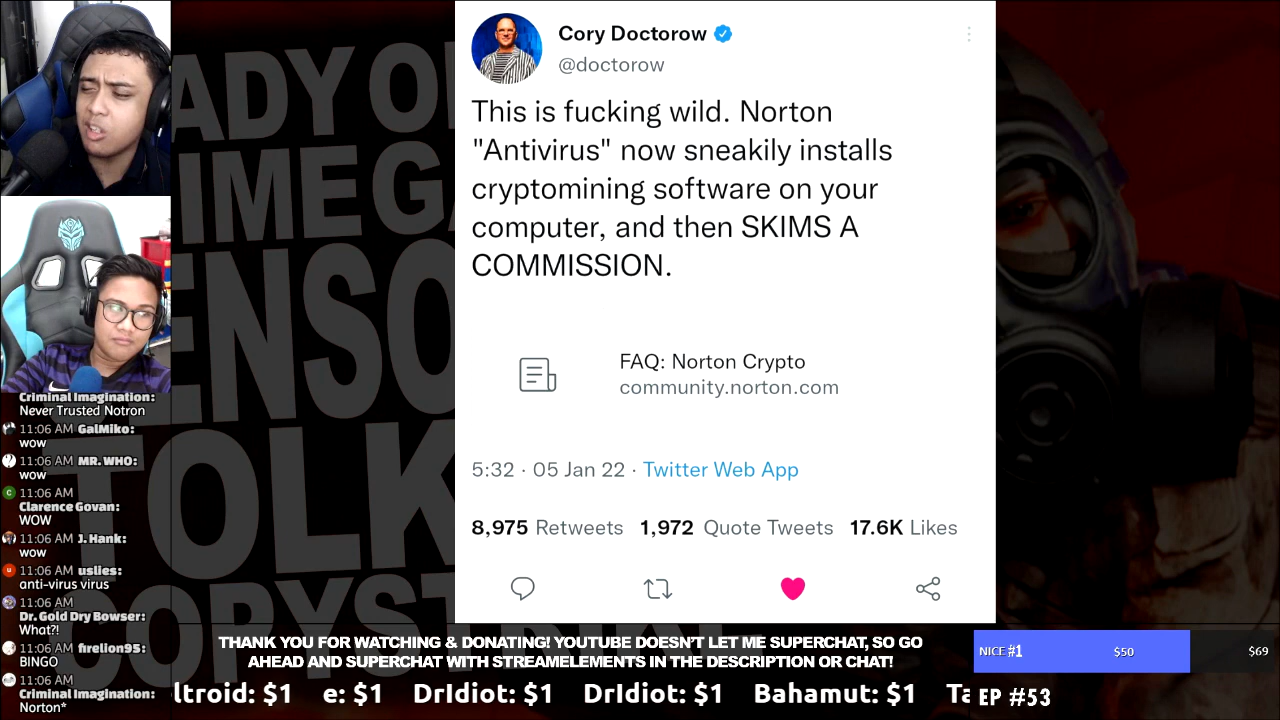 Cory Doctorow
@doctorow
This is fucking wild. Norton
"Antivirus" now sneakily installs
cryptomining software on your
computer, and then SKIMS A
COMMISSION.
FAQ: Norton Crypto
community.norton.com
5:32 · 05 Jan 22 · Twitter Web App
8,975 Retweets 1,972 Quote Tweets 17.6K Likes
ADY O
IME G
ENSO
TOLK
COPYST
Criminal Imagination:
Never Trusted Notron
11:06 AM GalMiko:
wow
11:06 AM MR. WHO:
wow
11:06 AM
Clarence Govan:
WOW
11:06 AM J. Hank:
wow
11:06 AM uslies:
anti-virus virus
11:06 AM
Dr. Gold Dry Bowser:
What?!
11:06 AM firelion95:
BINGO
11:06 AM
Criminal Imagination:
Norton*
THANK YOU FOR WATCHING & DONATING! YOUTUBE DOESN'T LET ME SUPERCHAT, SO GO
AHEAD AND SUPERCHAT WITH STREAMELEMENTS IN THE DESCRIPTION OR CHAT!
ltroid: $1 e: $1 DrIdiot: $1 DrIdiot: $1 Bahamut: $1 Ta
NICE #1 $50 $69
EP #53